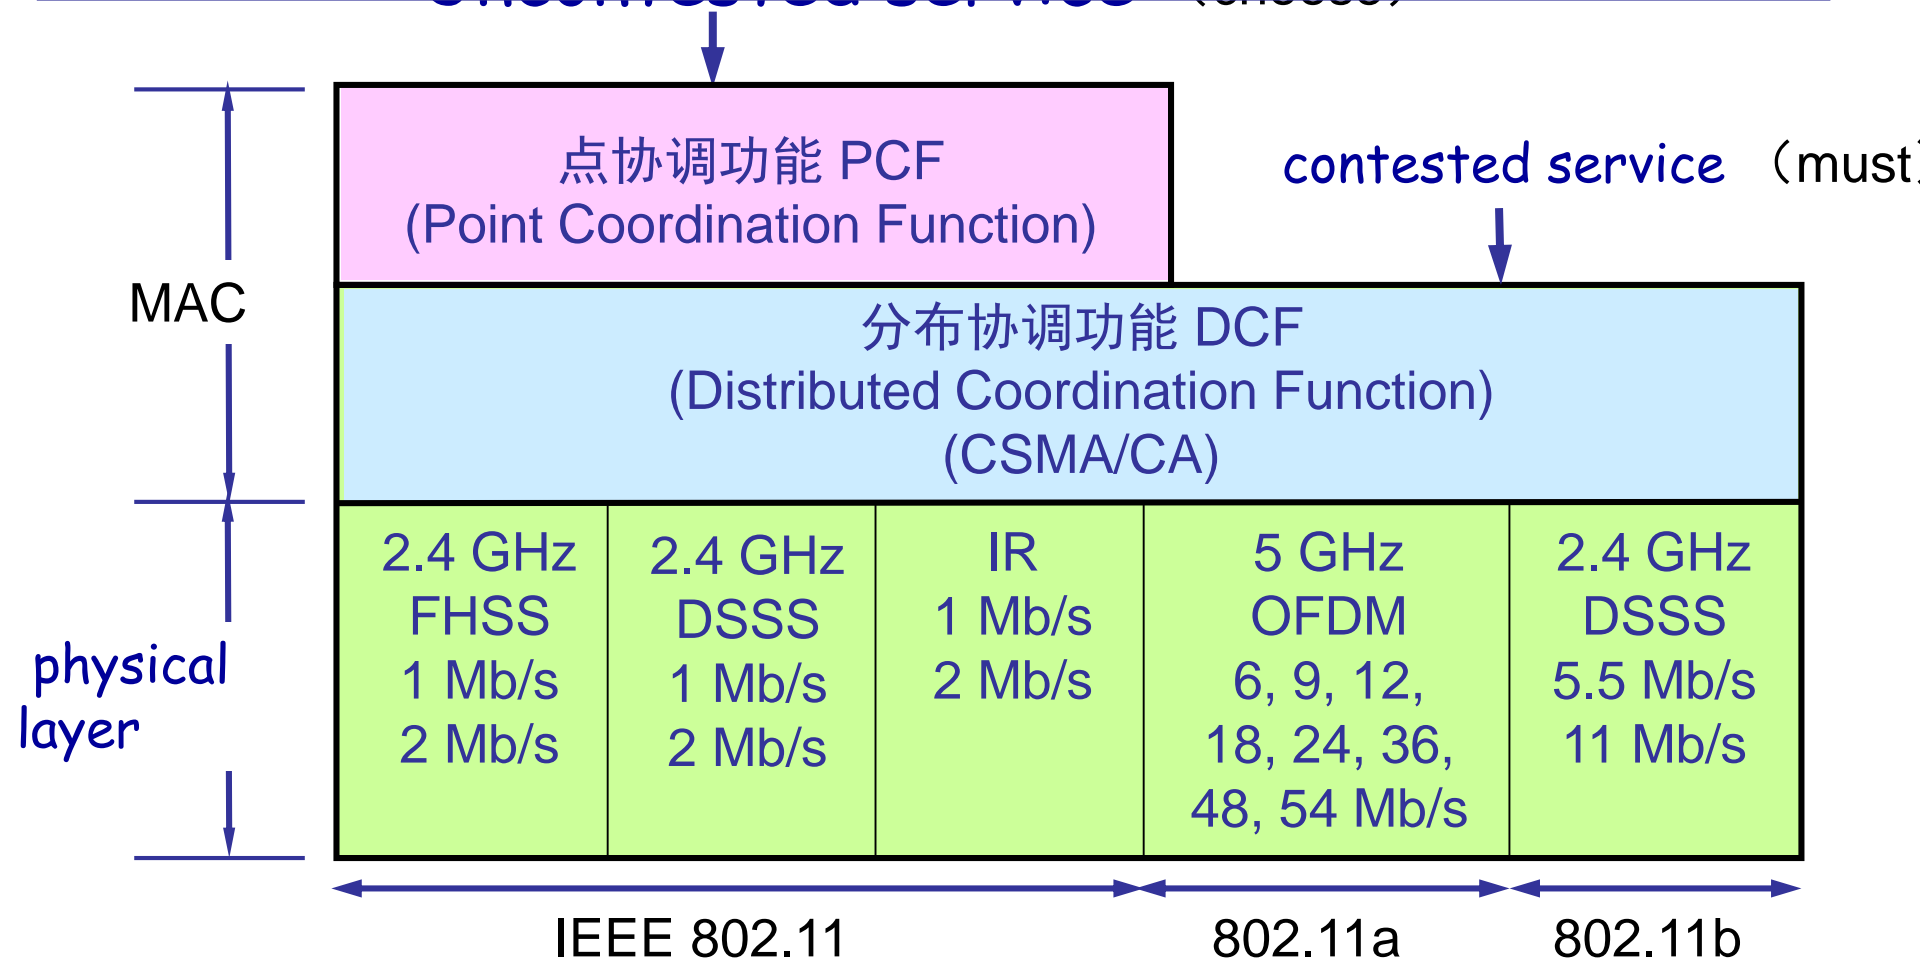 点协调功能 PCF
(Point Coordination Function)
contested service （must）
MAC
分布协调功能 DCF
(Distributed Coordination Function)
(CSMA/CA)
physical
layer
2.4 GHz
FHSS
1 Mb/s
2 Mb/s
2.4 GHz
DSSS
1 Mb/s
2 Mb/s
IR
1 Mb/s
2 Mb/s
5 GHz
OFDM
6, 9, 12,
18, 24, 36,
48, 54 Mb/s
2.4 GHz
DSSS
5.5 Mb/s
11 Mb/s
IEEE 802.11
802.11a
802.11b